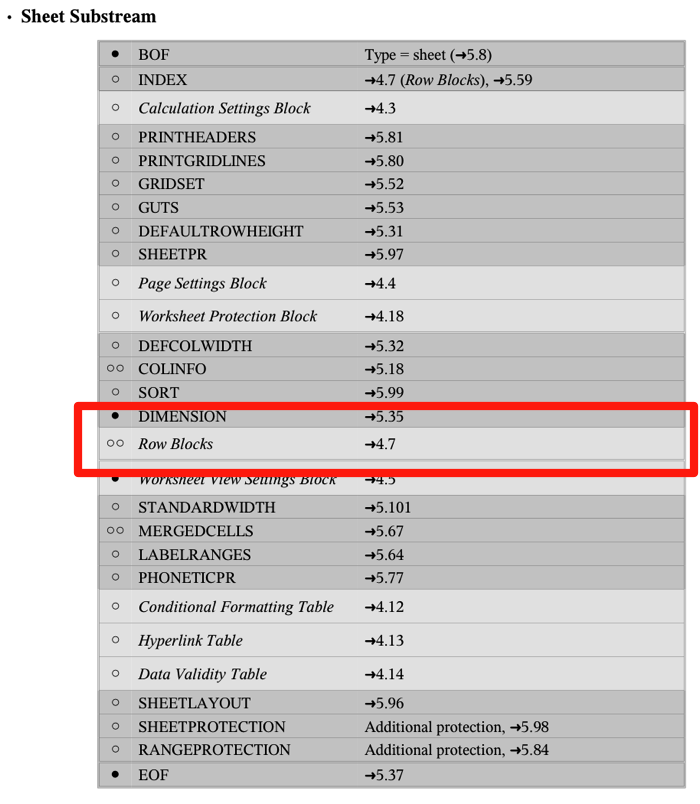 · Sheet Substream
● BOF Type = sheet (➜5.8)
○ INDEX ➜4.7 (Row Blocks), ➜5.59
○ Calculation Settings Block ➜4.3
○ PRINTHEADERS ➜5.81
○ PRINTGRIDLINES ➜5.80
○ GRIDSET ➜5.52
○ GUTS ➜5.53
○ DEFAULTROWHEIGHT ➜5.31
○ SHEETPR ➜5.97
○ Page Settings Block ➜4.4
○ Worksheet Protection Block ➜4.18
○ DEFCOLWIDTH ➜5.32
○○ COLINFO ➜5.18
○ SORT ➜5.99
● DIMENSION ➜5.35
○○ Row Blocks ➜4.7
● Worksheet View Settings Block ➜4.5
○ STANDARDWIDTH ➜5.101
○○ MERGEDCELLS ➜5.67
○ LABELRANGES ➜5.64
○ PHONETICPR ➜5.77
○ Conditional Formatting Table ➜4.12
○ Hyperlink Table ➜4.13
○ Data Validity Table ➜4.14
○ SHEETLAYOUT ➜5.96
○ SHEETPROTECTION Additional protection, ➜5.98
○ RANGEPROTECTION Additional protection, ➜5.84
● EOF ➜5.37